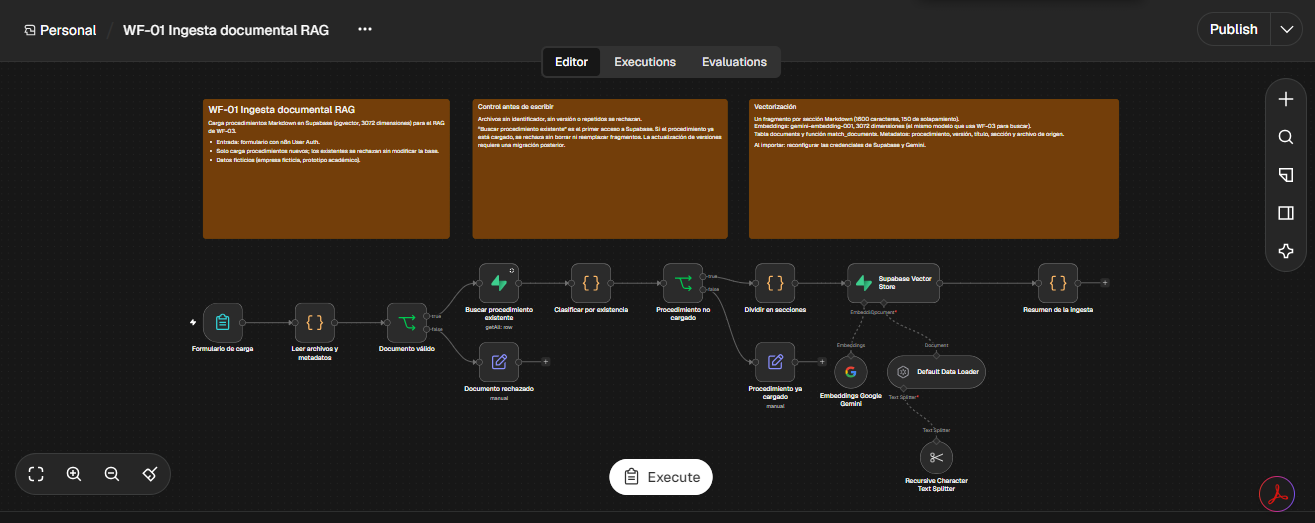 Personal / WF-01 Ingesta documental RAG ...
Publish
Editor Executions Evaluations
WF-01 Ingesta documental RAG
Carga procedimientos Markdown en Supabase (pgvector, 3072 dimensiones) para el RAG
de WF-03.
• Entrada: formulario con n8n User Auth.
• Solo carga procedimientos nuevos; los existentes se rechazan sin modificar la base.
• Datos ficticios (empresa ficticia, prototipo académico).
Control antes de escribir
Archivos sin identificador, sin versión o repetidos se rechazan.
"Buscar procedimiento existente" es el primer acceso a Supabase. Si el procedimiento ya
está cargado, se rechaza sin borrar ni reemplazar fragmentos. La actualización de versiones
requiere una migración posterior.
Vectorización
Un fragmento por sección Markdown (1600 caracteres, 150 de solapamiento).
Embeddings: gemini-embedding-001, 3072 dimensiones (el mismo modelo que usa WF-03 para buscar).
Tabla documents y función match_documents. Metadatos: procedimiento, versión, título, sección y archivo de origen.
Al importar: reconfigurar las credenciales de Supabase y Gemini.
Formulario de carga
Leer archivos y
metadatos
Documento válido
true
false
Buscar procedimiento
existente
getAll: row
Documento rechazado
manual
Clasificar por existencia
Procedimiento no
cargado
true
false
Dividir en secciones
Procedimiento ya
cargado
manual
Supabase Vector
Store
Document*
Embeddings
Document
Embeddings Google
Gemini
Default Data Loader
Text Splitter*
Text Splitter
Recursive Character
Text Splitter
Resumen de la ingesta
Execute